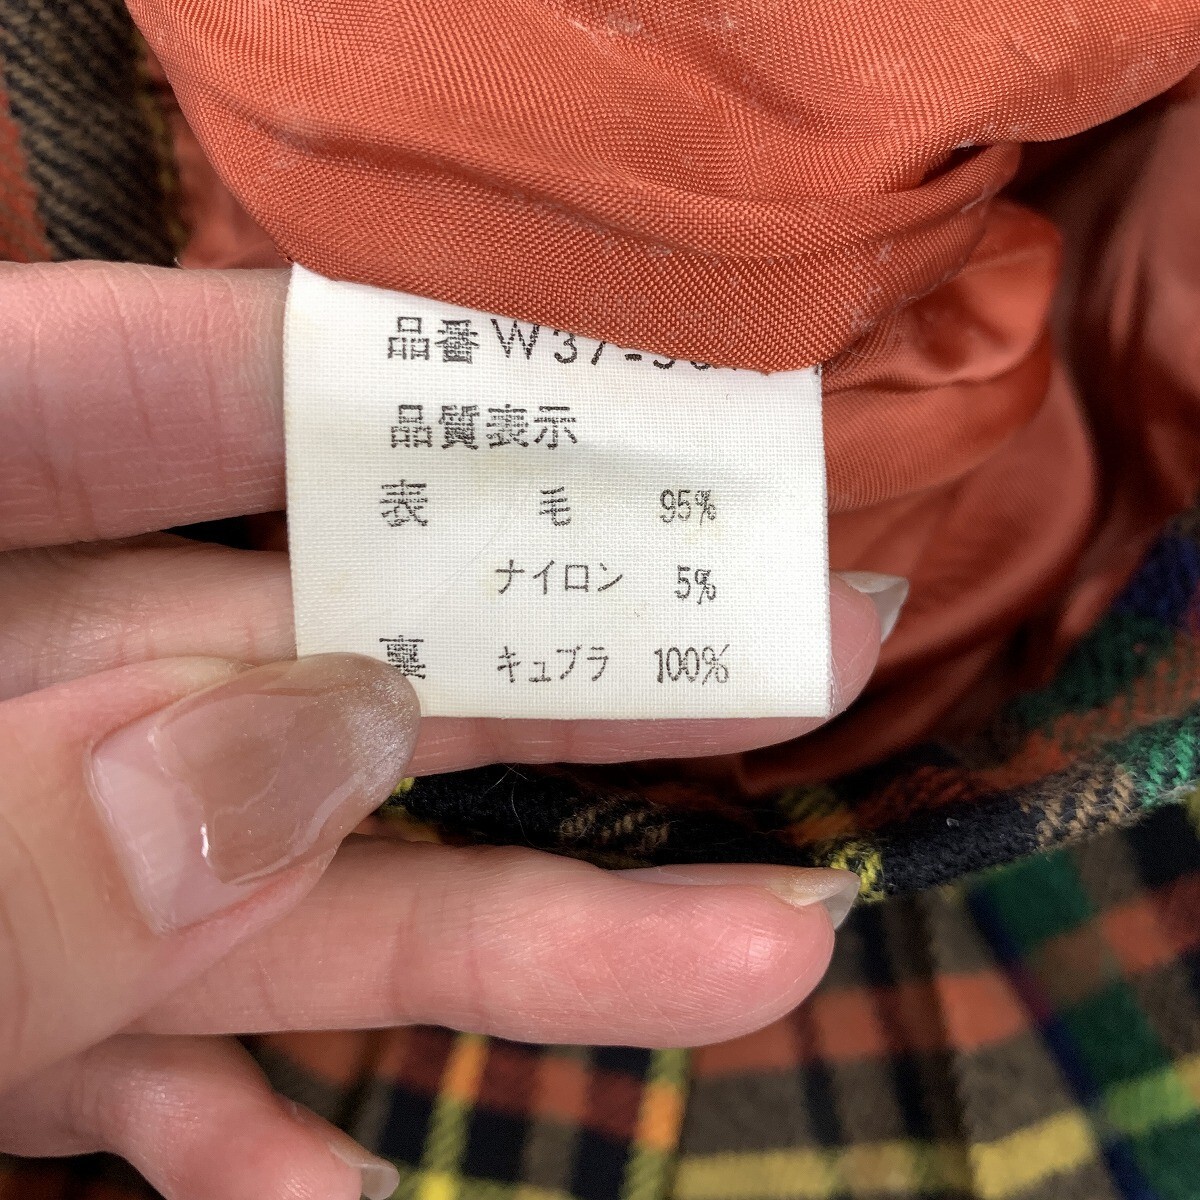 品番 W37-
品質表示
表 毛 95%
ナイロン 5%
裏 キュプラ 100%